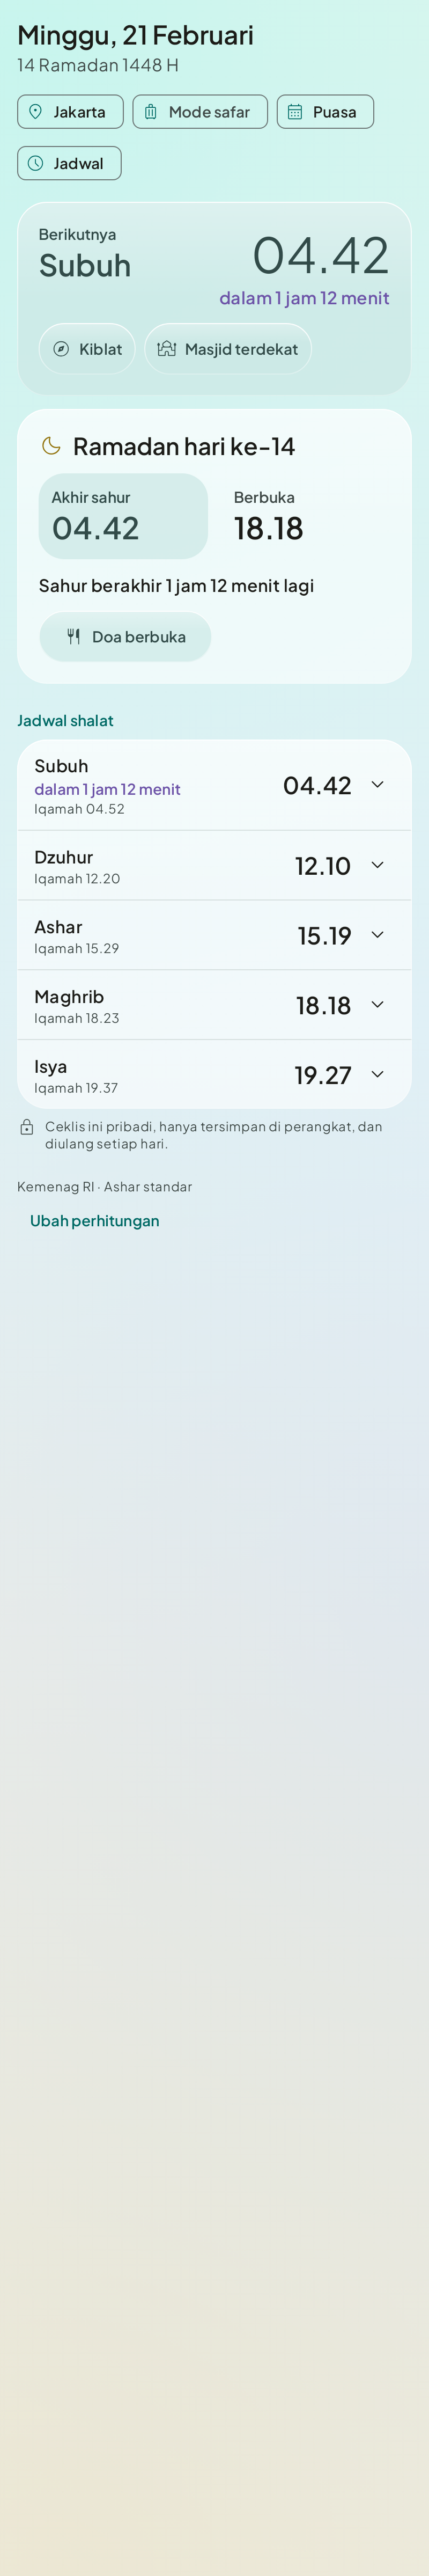 Minggu, 21 Februari
14 Ramadan 1448 H
Jakarta
Mode safar
Puasa
Jadwal
Berikutnya
Subuh
04.42
dalam 1 jam 12 menit
Kiblat
Masjid terdekat
Ramadan hari ke-14
Akhir sahur
04.42
Berbuka
18.18
Sahur berakhir 1 jam 12 menit lagi
Doa berbuka
Jadwal shalat
Subuh
dalam 1 jam 12 menit
Iqamah 04.52
04.42
Dzuhur
Iqamah 12.20
12.10
Ashar
Iqamah 15.29
15.19
Maghrib
Iqamah 18.23
18.18
Isya
Iqamah 19.37
19.27
Ceklis ini pribadi, hanya tersimpan di perangkat, dan
diulang setiap hari.
Kemenag RI · Ashar standar
Ubah perhitungan